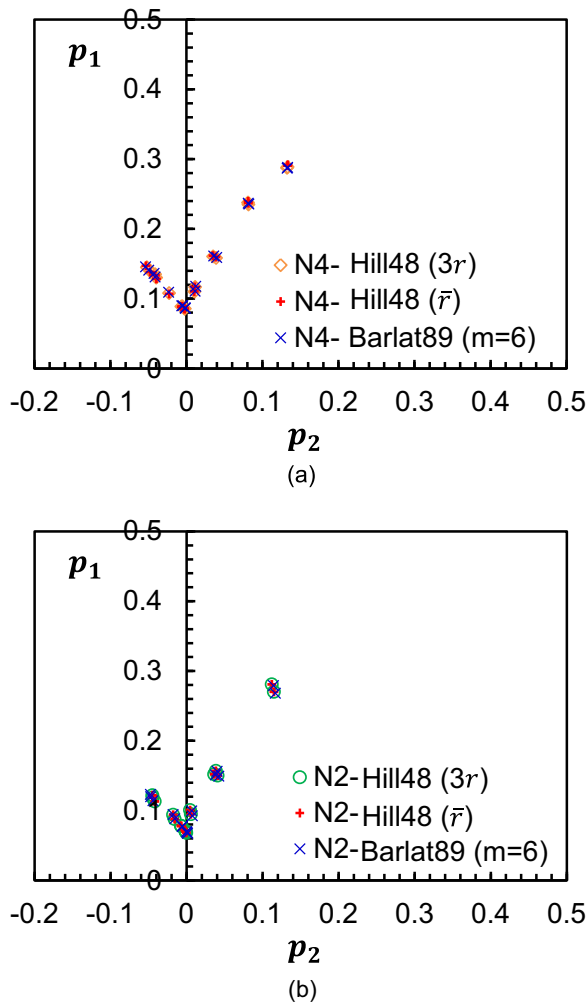 0.5
p₁
0.4
0.3
0.2
N4- Hill48 (3r)
N4- Hill48 (r̄)
0.1
N4- Barlat89 (m=6)
0
-0.2 -0.1 0 0.1 0.2 0.3 0.4 0.5
p₂
(a)
0.5
p₁
0.4
0.3
0.2
N2-Hill48 (3r)
0.1
N2-Hill48 (r̄)
N2-Barlat89 (m=6)
0
-0.2 -0.1 0 0.1 0.2 0.3 0.4 0.5
p₂
(b)